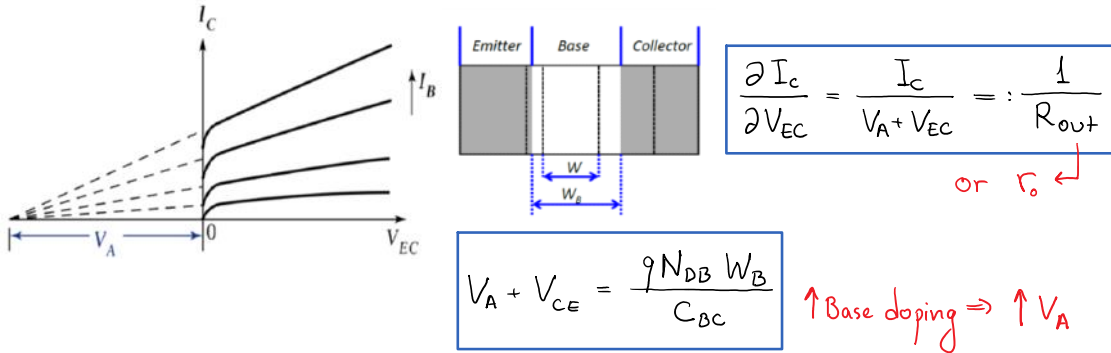 I_C
I_B
V_A
0
V_EC
Emitter Base Collector
W
W_B
∂I_c/∂V_EC = I_c/(V_A + V_EC) =: 1/R_out
or r_o
V_A + V_CE = qN_DB W_B/C_BC
↑ Base doping ⇒ ↑ V_A